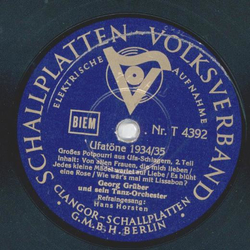 SCHALLPLATTEN - VOLKSVERBAND
ELEKTRISCHE AUFNAHME
BIEM
Nr. T 4392
Ufatöne 1934/35
Großes Potpourri aus Ufa-Schlagern, 2. Teil
Inhalt: Von allen Frauen, die mich lieben /
Jedes kleine Mädel wartet auf Liebe / Es blüht
eine Rose / Wie wär's mal mit Lissabon?
Georg Grüber
und sein Tanz-Orchester
Refraingesang:
Hans Horsten
CLANGOR-SCHALLPLATTEN
G.M.B.H. BERLIN